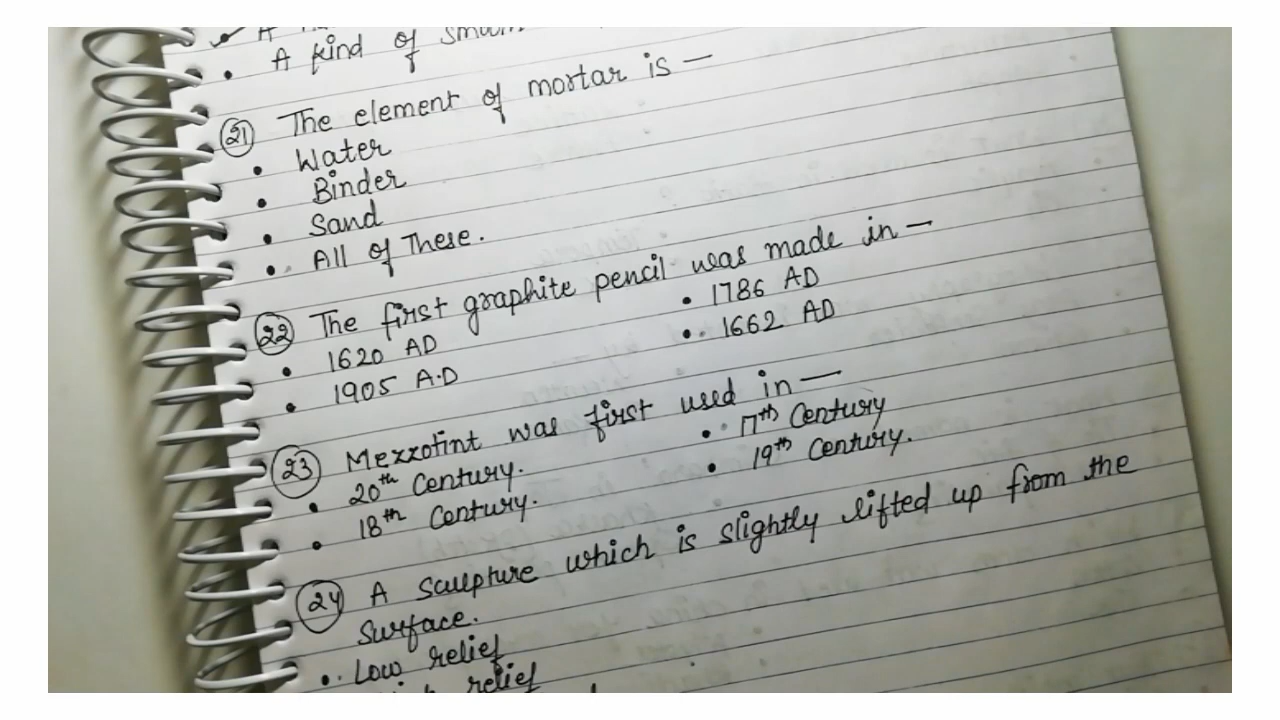 A kind of
(21) The element of mortar is —
• Water
• Binder
• Sand
• All of These.
(22) The first graphite pencil was made in —
• 1620 AD • 1786 AD
• 1905 A.D • 1662 AD
(23) Mezzotint was first used in —
• 20th Century. • 17th Century
• 18th Century. • 19th Century.
(24) A sculpture which is slightly lifted up from the
surface.
• Low relief
relief